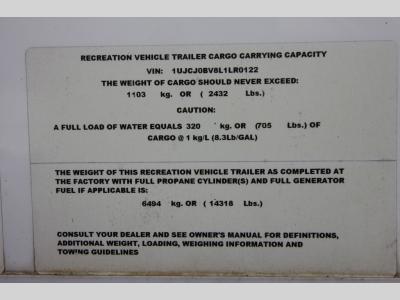 RECREATION VEHICLE TRAILER CARGO CARRYING CAPACITY
VIN: 1UJCJ0BV8L1LR0122
THE WEIGHT OF CARGO SHOULD NEVER EXCEED:
1103 kg. OR ( 2432 Lbs.)
CAUTION:
A FULL LOAD OF WATER EQUALS 320 kg. OR (705 Lbs.) OF
CARGO @ 1 kg/L (8.3Lb/GAL)
THE WEIGHT OF THIS RECREATION VEHICLE TRAILER AS COMPLETED AT
THE FACTORY WITH FULL PROPANE CYLINDER(S) AND FULL GENERATOR
FUEL IF APPLICABLE IS:
6494 kg. OR ( 14318 Lbs.)
CONSULT YOUR DEALER AND SEE OWNER'S MANUAL FOR DEFINITIONS,
ADDITIONAL WEIGHT, LOADING, WEIGHING INFORMATION AND
TOWING GUIDELINES